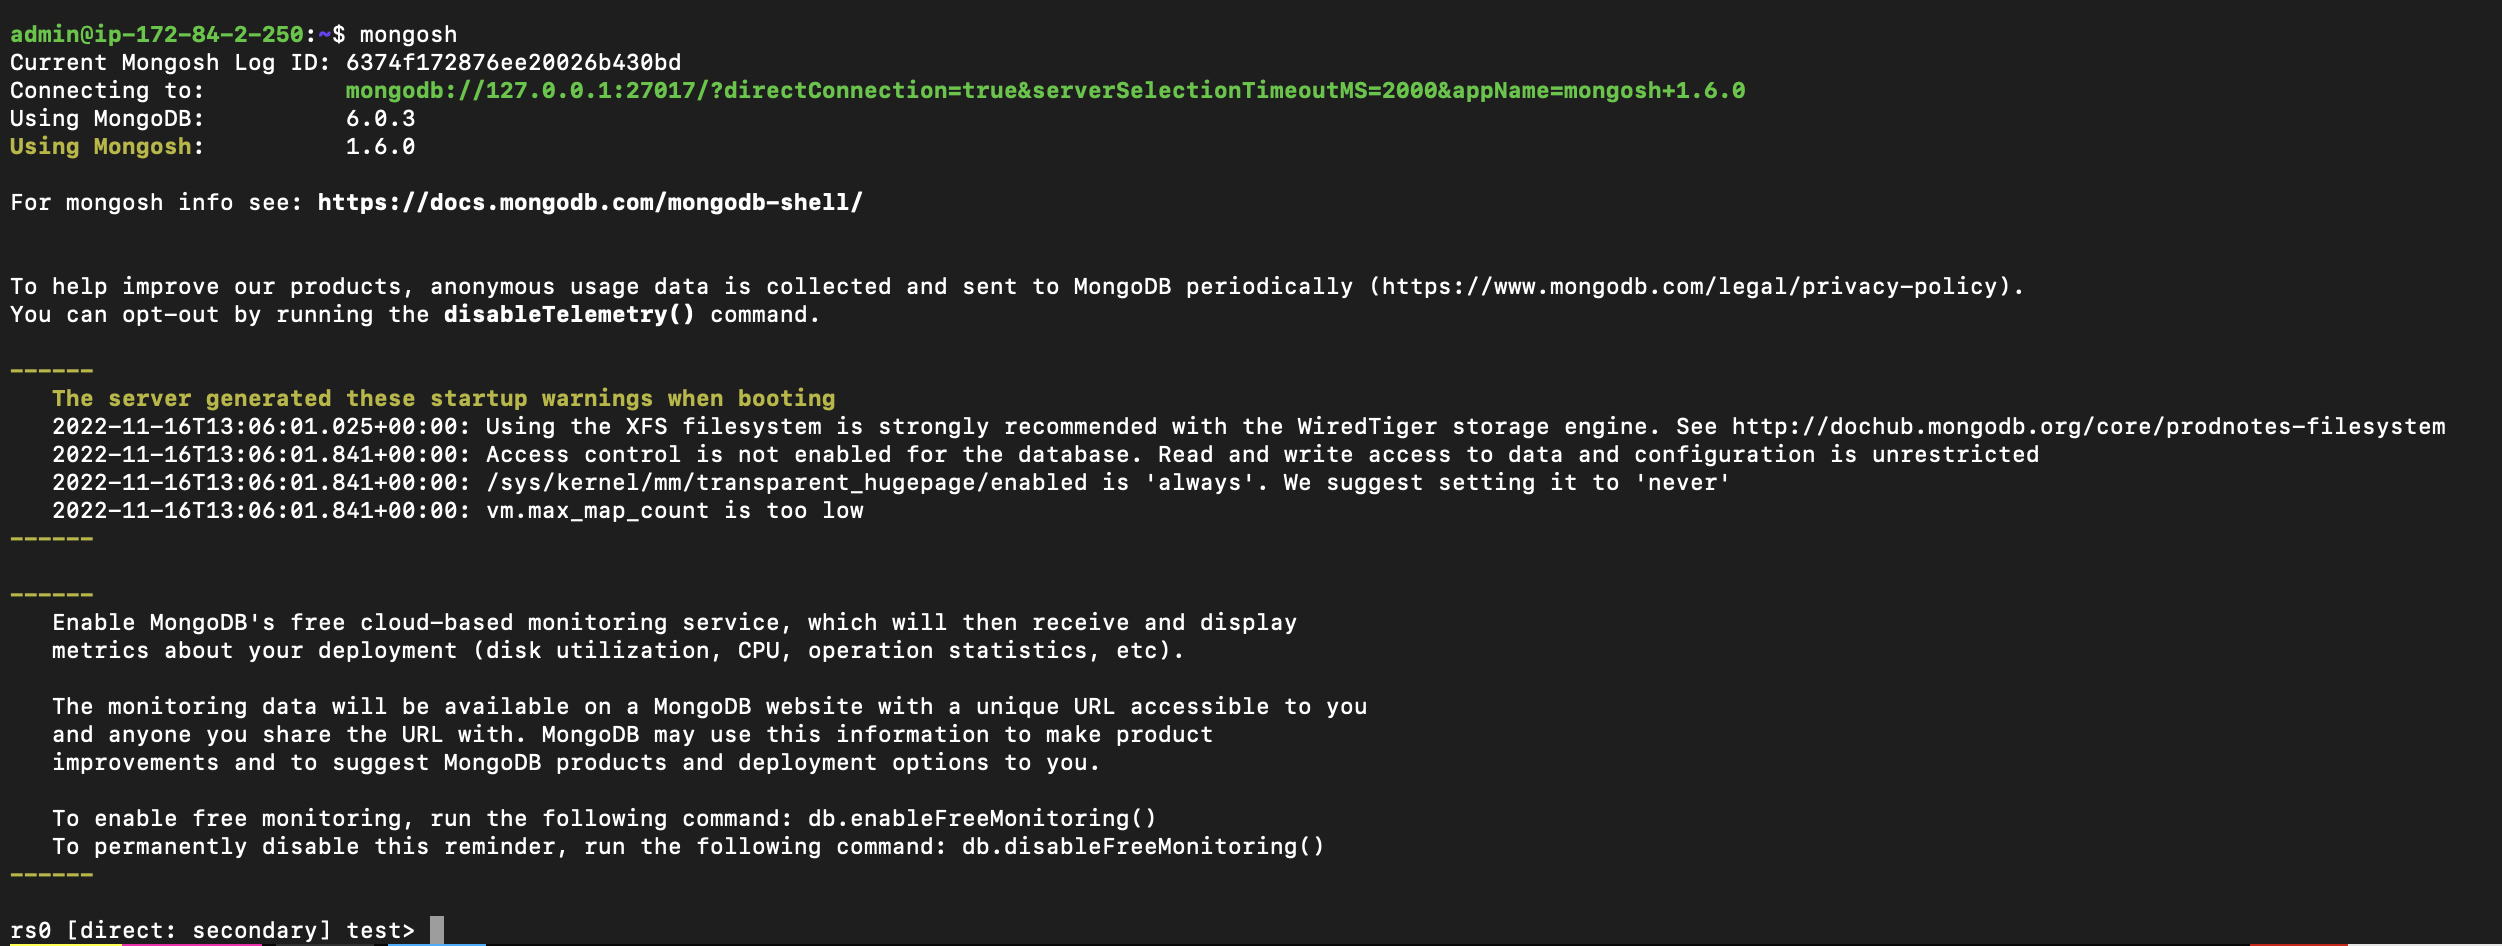 admin@ip-172-84-2-250:~$ mongosh
Current Mongosh Log ID: 6374f172876ee20026b430bd
Connecting to:          mongodb://127.0.0.1:27017/?directConnection=true&serverSelectionTimeoutMS=2000&appName=mongosh+1.6.0
Using MongoDB:          6.0.3
Using Mongosh:          1.6.0

For mongosh info see: https://docs.mongodb.com/mongodb-shell/


To help improve our products, anonymous usage data is collected and sent to MongoDB periodically (https://www.mongodb.com/legal/privacy-policy).
You can opt-out by running the disableTelemetry() command.

------
   The server generated these startup warnings when booting
   2022-11-16T13:06:01.025+00:00: Using the XFS filesystem is strongly recommended with the WiredTiger storage engine. See http://dochub.mongodb.org/core/prodnotes-filesystem
   2022-11-16T13:06:01.841+00:00: Access control is not enabled for the database. Read and write access to data and configuration is unrestricted
   2022-11-16T13:06:01.841+00:00: /sys/kernel/mm/transparent_hugepage/enabled is 'always'. We suggest setting it to 'never'
   2022-11-16T13:06:01.841+00:00: vm.max_map_count is too low
------

------
   Enable MongoDB's free cloud-based monitoring service, which will then receive and display
   metrics about your deployment (disk utilization, CPU, operation statistics, etc).

   The monitoring data will be available on a MongoDB website with a unique URL accessible to you
   and anyone you share the URL with. MongoDB may use this information to make product
   improvements and to suggest MongoDB products and deployment options to you.

   To enable free monitoring, run the following command: db.enableFreeMonitoring()
   To permanently disable this reminder, run the following command: db.disableFreeMonitoring()
------

rs0 [direct: secondary] test>